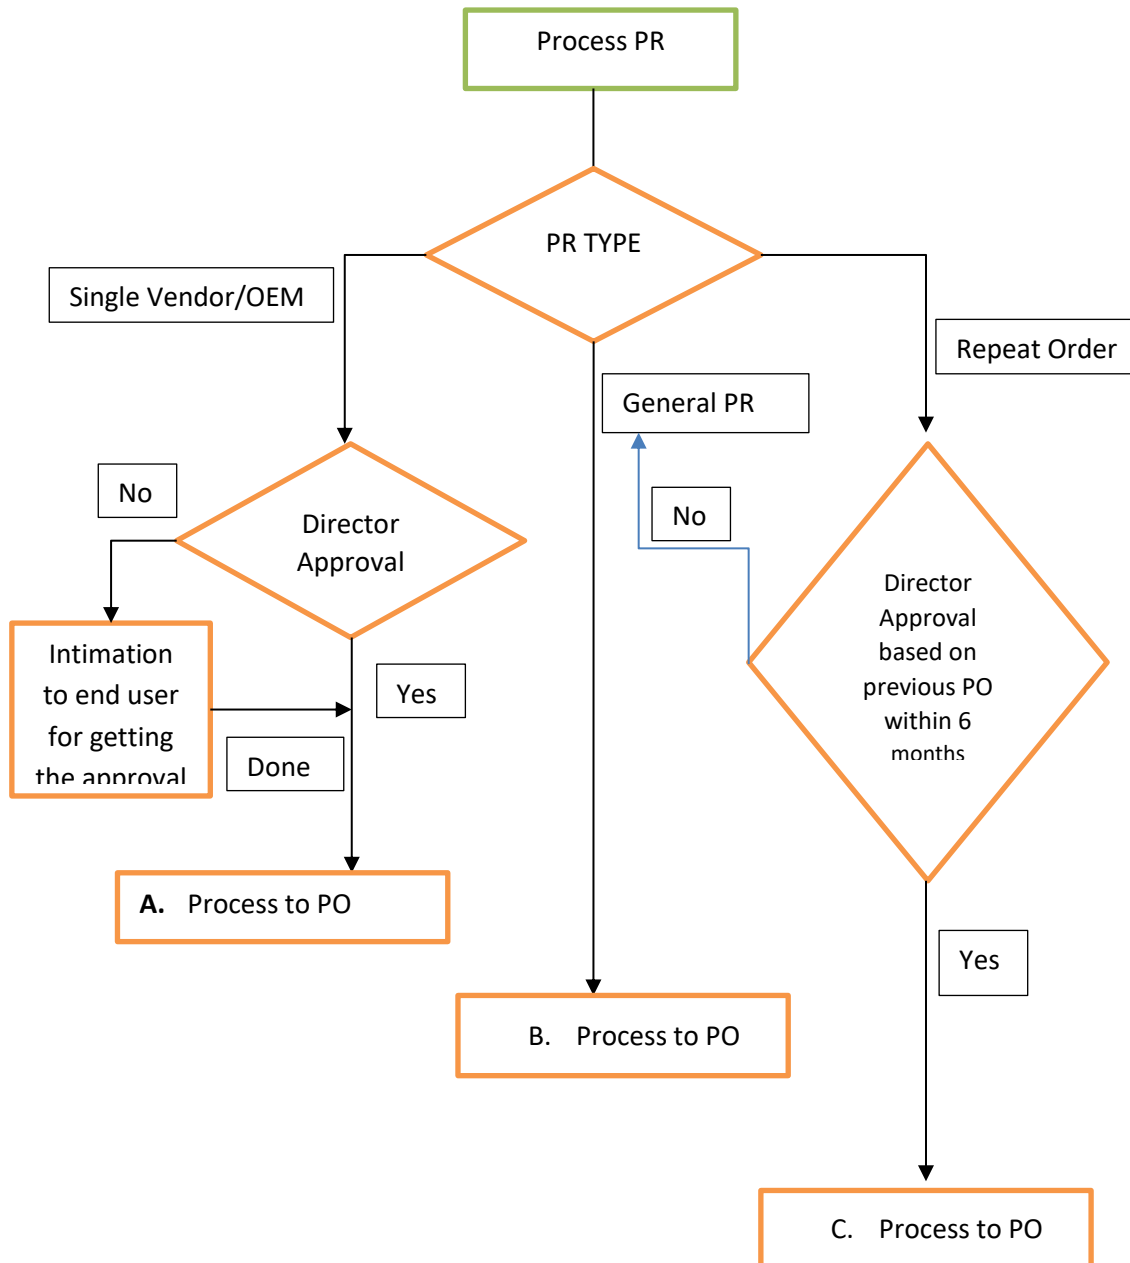 Process PR
PR TYPE
Single Vendor/OEM
Repeat Order
General PR
No
Director
Approval
No
Director
Approval
based on
previous PO
within 6
months
Intimation
to end user
for getting
the approval
Yes
Done
A. Process to PO
Yes
B. Process to PO
C. Process to PO